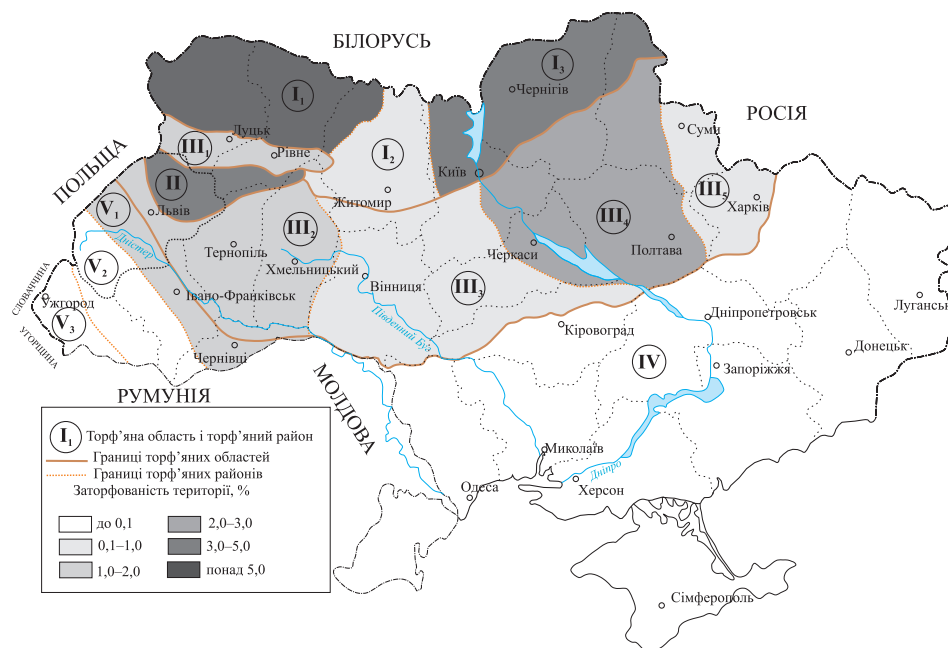 БІЛОРУСЬ
РОСІЯ
ПОЛЬЩА
СЛОВАЧЧИНА
УГОРЩИНА
РУМУНІЯ
МОЛДОВА
I₁
I₃
Чернігів
Суми
Луцьк
III₁
Рівне
I₂
Київ
II
Житомир
III₅
Харків
V₁
Львів
III₂
III₄
Дністер
Тернопіль
Черкаси
Полтава
V₂
Хмельницький
Вінниця
III₃
Ужгород
Івано-Франківськ
Луганськ
V₃
Південний Буг
Кіровоград
Дніпропетровськ
Чернівці
Донецьк
IV
Запоріжжя
Миколаїв
Дніпро
Одеса
Херсон
Сімферополь
I₁ Торф'яна область і торф'яний район
Границі торф'яних областей
Границі торф'яних районів
Заторфованість території, %
до 0,1
0,1–1,0
1,0–2,0
2,0–3,0
3,0–5,0
понад 5,0